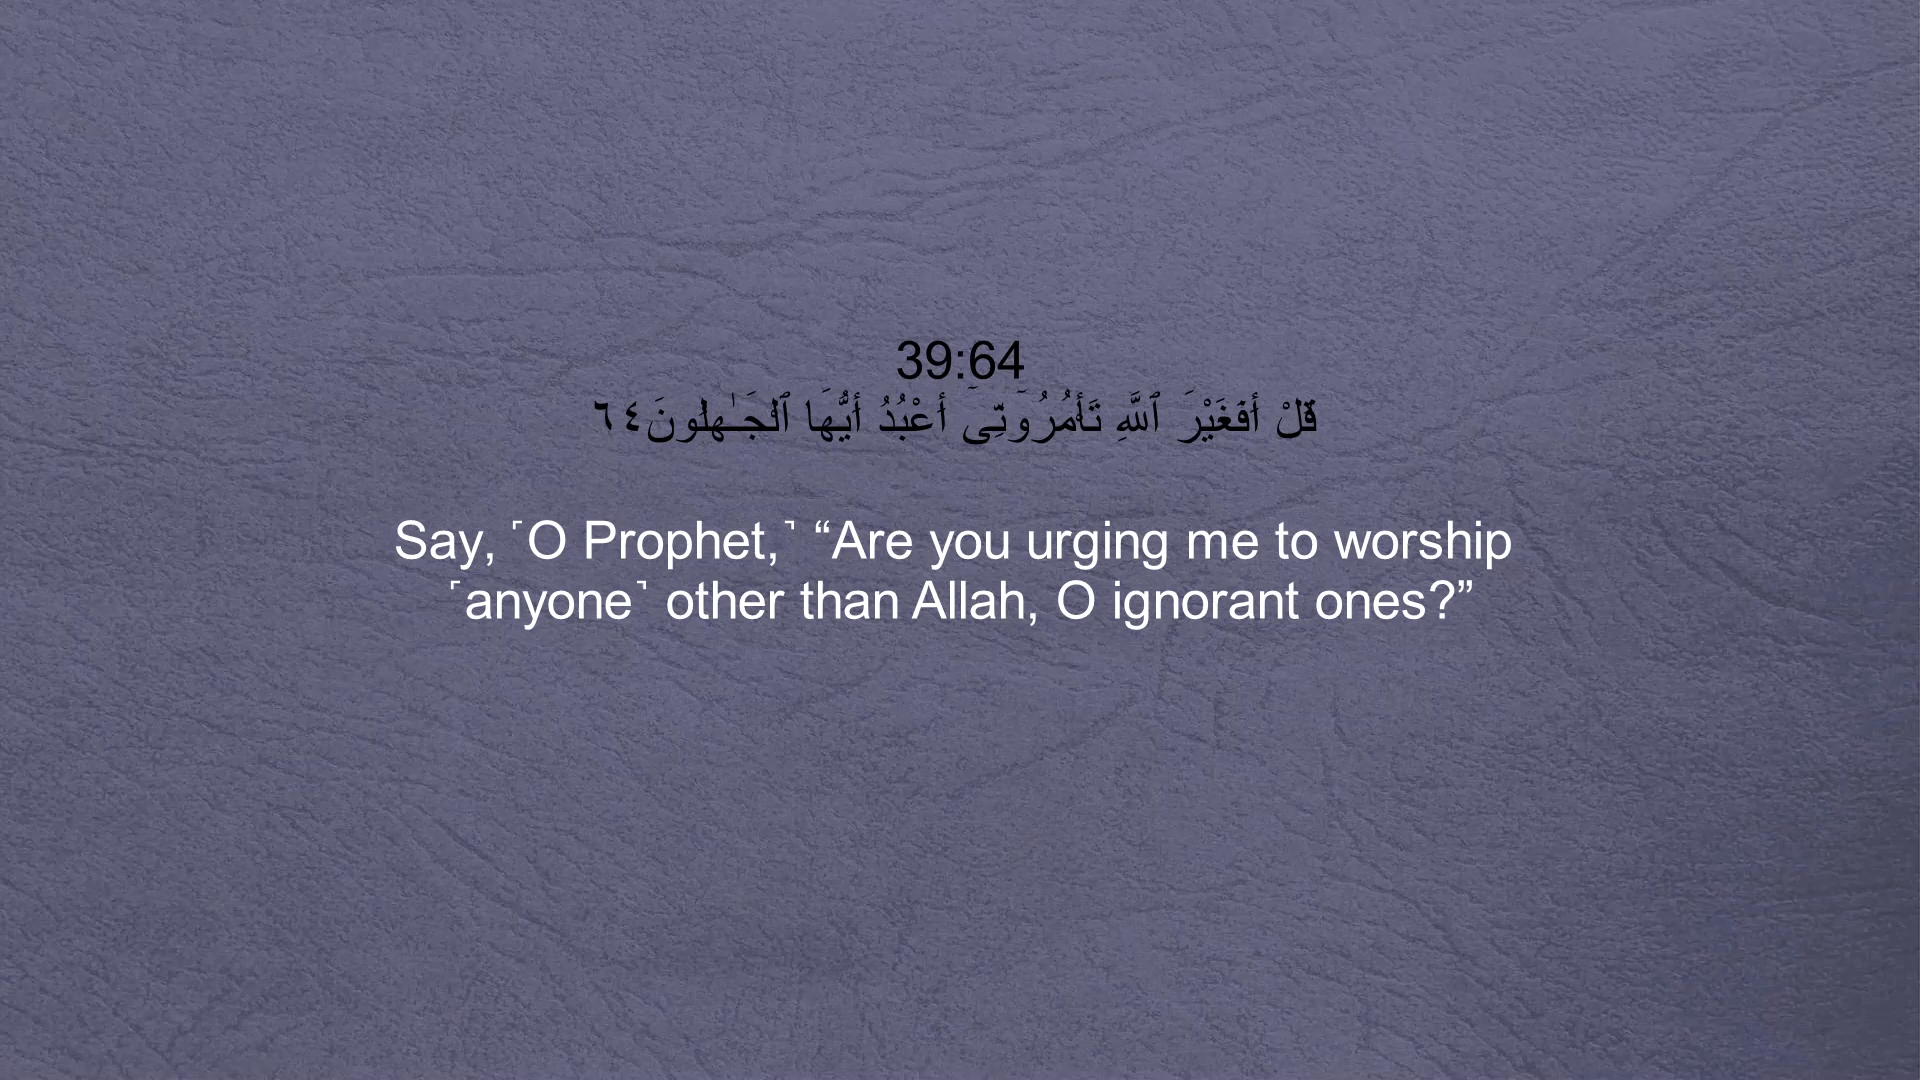 39:64
قُلْ أَفَغَيْرَ ٱللَّهِ تَأْمُرُوٓنِّىٓ أَعْبُدُ أَيُّهَا ٱلْجَـٰهِلُونَ ٦٤
Say, ˹O Prophet,˺ “Are you urging me to worship
˹anyone˺ other than Allah, O ignorant ones?”